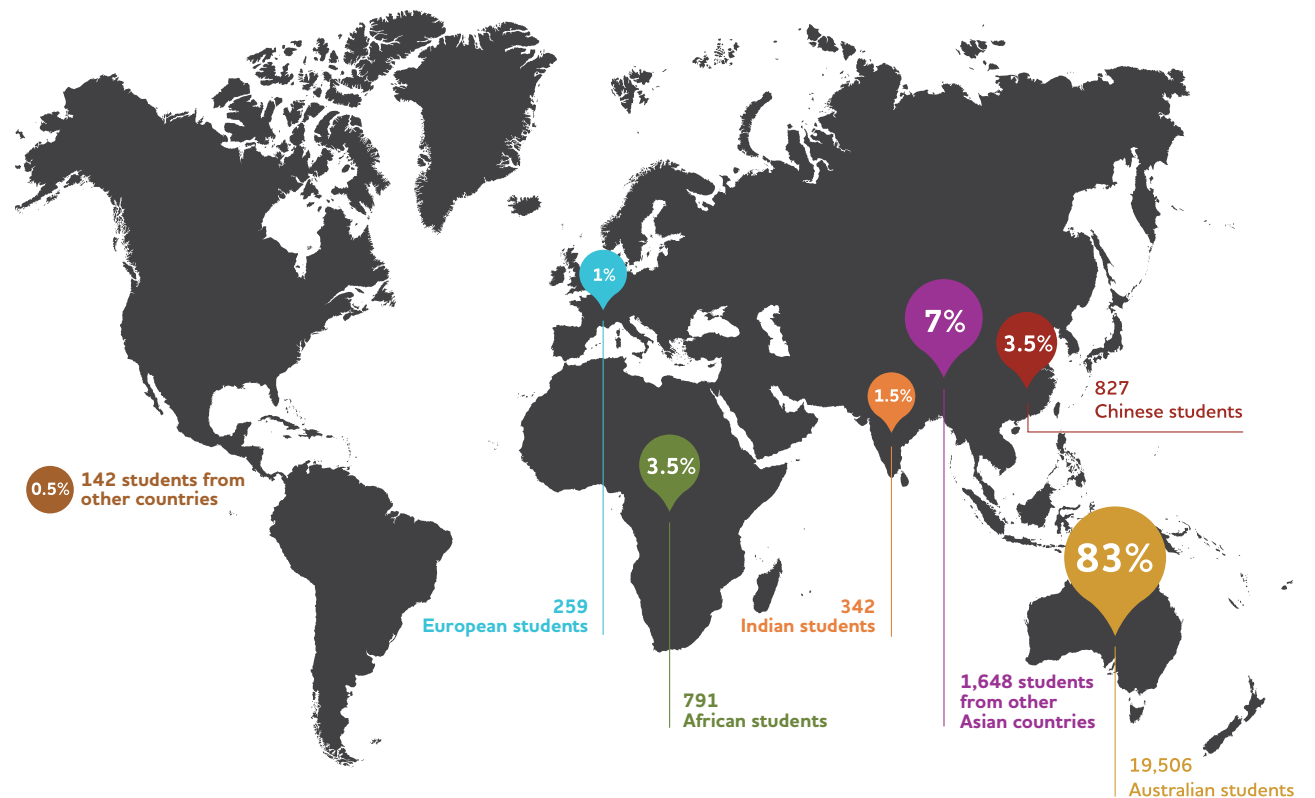 1%
7%
3.5%
1.5%
827
Chinese students
3.5%
0.5%
142 students from
other countries
83%
259
European students
342
Indian students
791
African students
1,648 students
from other
Asian countries
19,506
Australian students